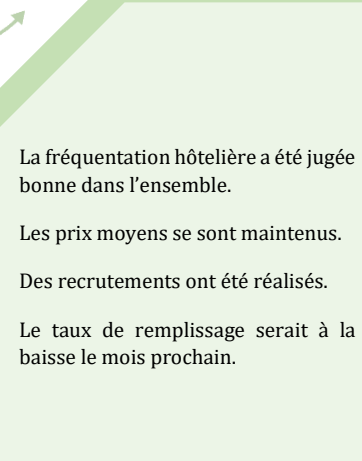 La fréquentation hôtelière a été jugée
bonne dans l’ensemble.
Les prix moyens se sont maintenus.
Des recrutements ont été réalisés.
Le taux de remplissage serait à la
baisse le mois prochain.